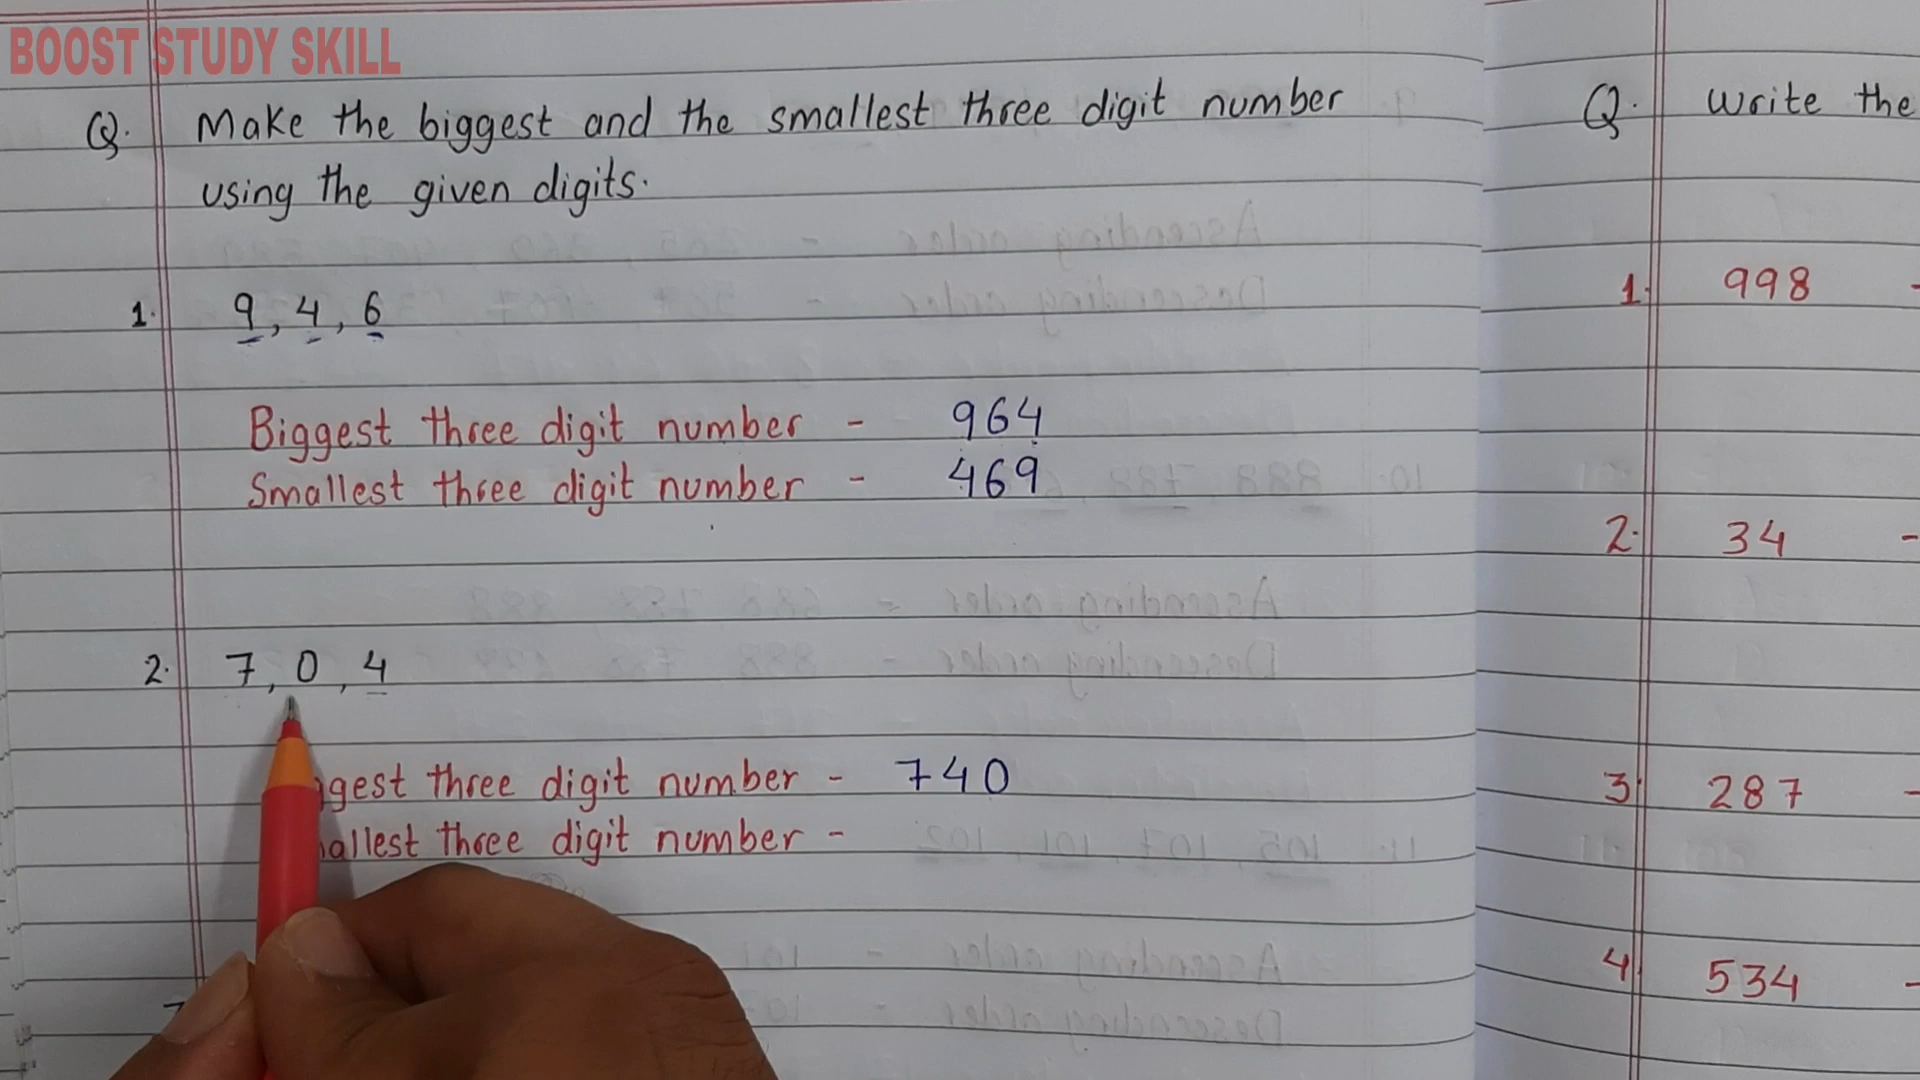 BOOST STUDY SKILL
Q. Make the biggest and the smallest three digit number
using the given digits.
1. 9, 4, 6
Biggest three digit number - 964
Smallest three digit number - 469
2. 7, 0, 4
ggest three digit number - 740
allest three digit number -
Q. Write the
1. 998 -
2. 34 -
3. 287 -
4. 534 -